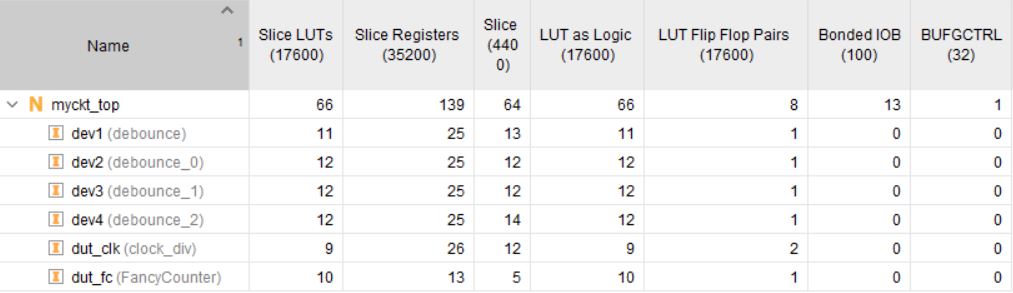 Name 1 Slice LUTs (17600) Slice Registers (35200) Slice (4400) LUT as Logic (17600) LUT Flip Flop Pairs (17600) Bonded IOB (100) BUFGCTRL (32)
N myckt_top 66 139 64 66 8 13 1
I dev1 (debounce) 11 25 13 11 1 0 0
I dev2 (debounce_0) 12 25 12 12 1 0 0
I dev3 (debounce_1) 12 25 12 12 1 0 0
I dev4 (debounce_2) 12 25 14 12 1 0 0
I dut_clk (clock_div) 9 26 12 9 2 0 0
I dut_fc (FancyCounter) 10 13 5 10 1 0 0